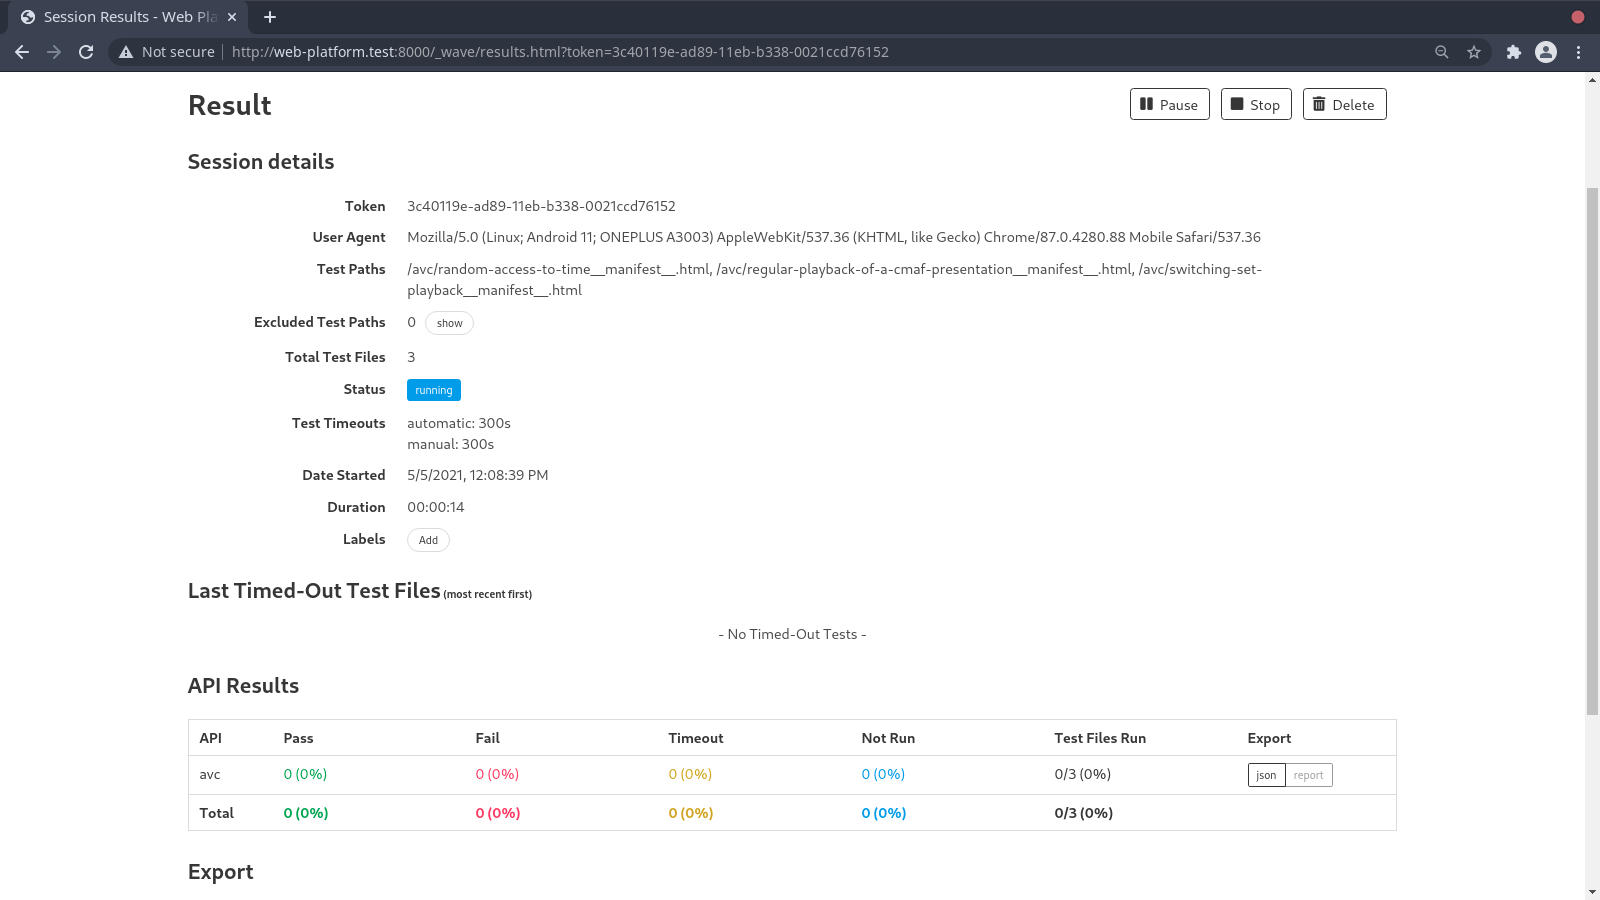 Session Results - Web Pla
Not secure http://web-platform.test:8000/_wave/results.html?token=3c40119e-ad89-11eb-b338-0021ccd76152
Result
Pause Stop Delete
Session details
Token 3c40119e-ad89-11eb-b338-0021ccd76152
User Agent Mozilla/5.0 (Linux; Android 11; ONEPLUS A3003) AppleWebKit/537.36 (KHTML, like Gecko) Chrome/87.0.4280.88 Mobile Safari/537.36
Test Paths /avc/random-access-to-time__manifest__.html, /avc/regular-playback-of-a-cmaf-presentation__manifest__.html, /avc/switching-set-
playback__manifest__.html
Excluded Test Paths 0 show
Total Test Files 3
Status running
Test Timeouts automatic: 300s
manual: 300s
Date Started 5/5/2021, 12:08:39 PM
Duration 00:00:14
Labels Add
Last Timed-Out Test Files (most recent first)
- No Timed-Out Tests -
API Results
API Pass Fail Timeout Not Run Test Files Run Export
avc 0 (0%) 0 (0%) 0 (0%) 0 (0%) 0/3 (0%) json report
Total 0 (0%) 0 (0%) 0 (0%) 0 (0%) 0/3 (0%)
Export